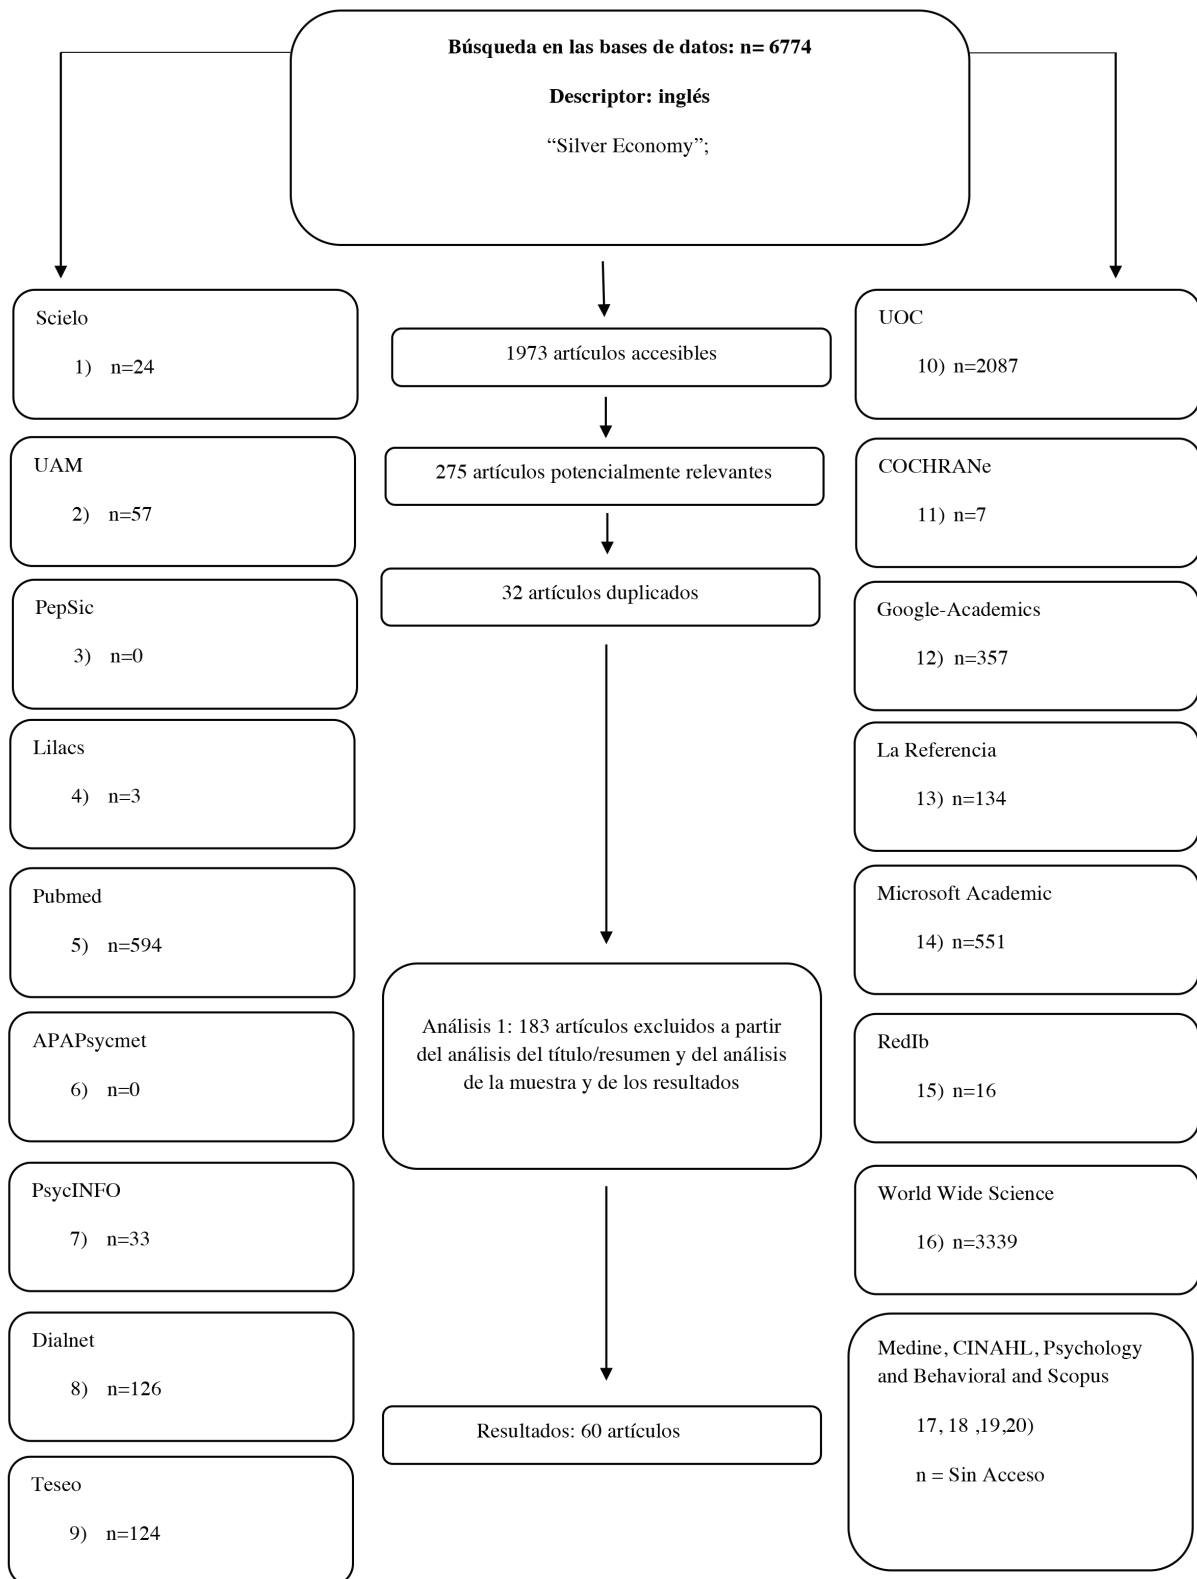 Búsqueda en las bases de datos: n= 6774
Descriptor: inglés
“Silver Economy”;
Scielo
1) n=24
UAM
2) n=57
PepSic
3) n=0
Lilacs
4) n=3
Pubmed
5) n=594
APAPsycmet
6) n=0
PsycINFO
7) n=33
Dialnet
8) n=126
Teseo
9) n=124
1973 artículos accesibles
275 artículos potencialmente relevantes
32 artículos duplicados
Análisis 1: 183 artículos excluidos a partir
del análisis del título/resumen y del análisis
de la muestra y de los resultados
Resultados: 60 artículos
UOC
10) n=2087
COCHRANe
11) n=7
Google-Academics
12) n=357
La Referencia
13) n=134
Microsoft Academic
14) n=551
RedIb
15) n=16
World Wide Science
16) n=3339
Medine, CINAHL, Psychology
and Behavioral and Scopus
17, 18 ,19,20)
n = Sin Acceso